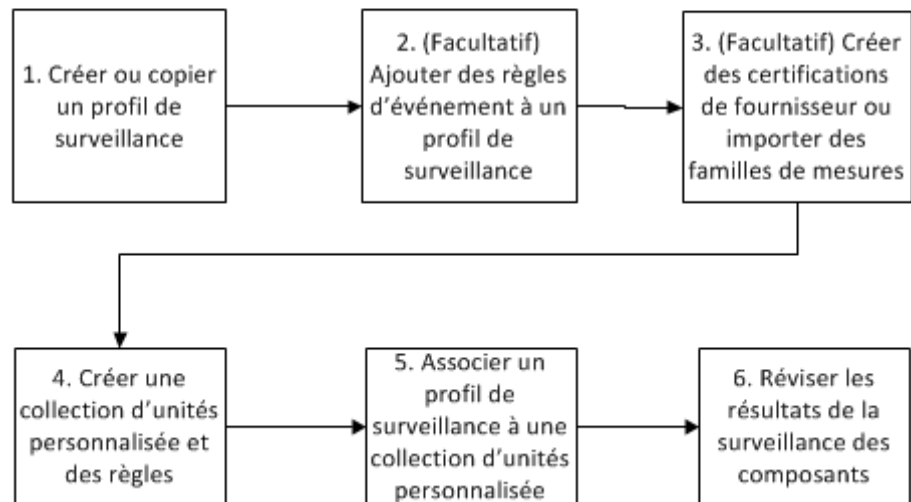 1. Créer ou copier
un profil de
surveillance
2. (Facultatif)
Ajouter des règles
d'événement à un
profil de
surveillance
3. (Facultatif) Créer
des certifications
de fournisseur ou
importer des
familles de mesures
4. Créer une
collection d'unités
personnalisée et
des règles
5. Associer un
profil de
surveillance à une
collection d'unités
personnalisée
6. Réviser les
résultats de la
surveillance des
composants